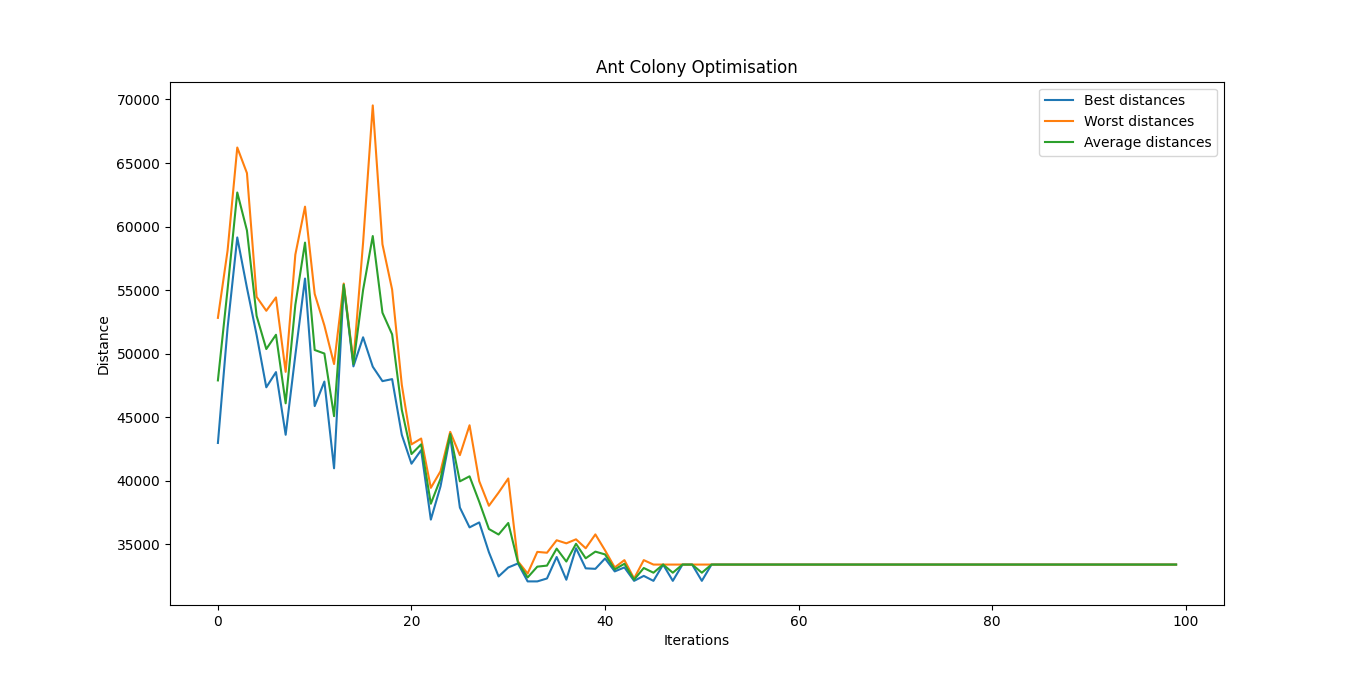 Ant Colony Optimisation
Best distances
Worst distances
Average distances
70000
65000
60000
55000
50000
45000
40000
35000
Distance
0 20 40 60 80 100
Iterations